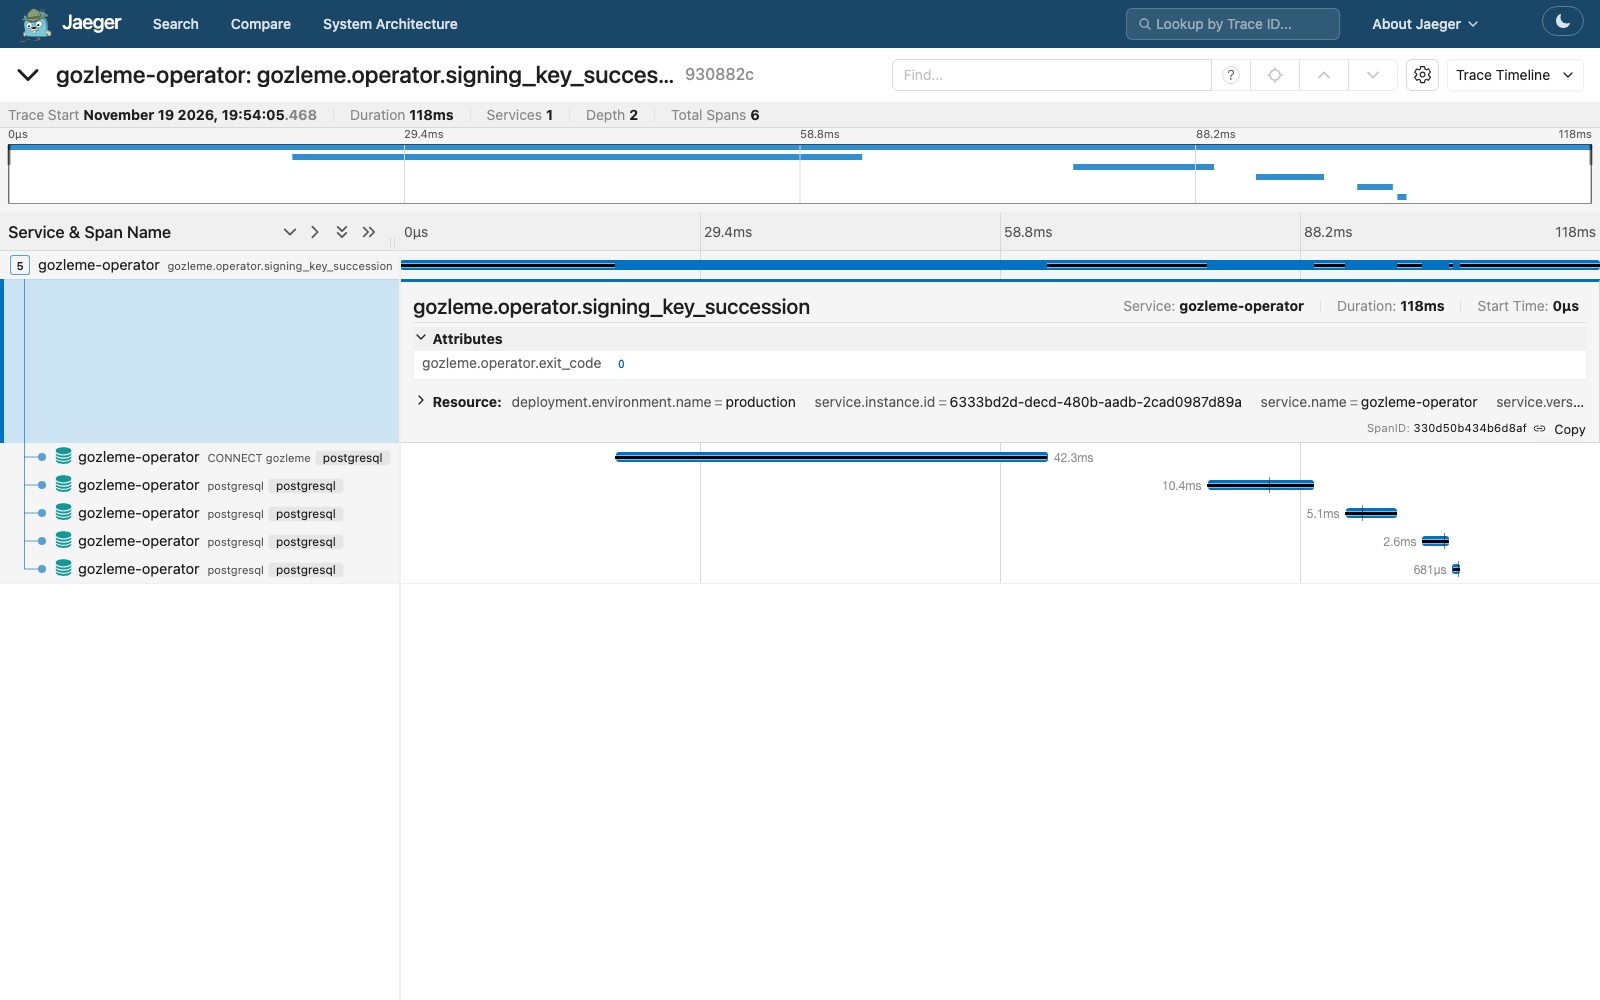 Jaeger Search Compare System Architecture Lookup by Trace ID... About Jaeger
gozleme-operator: gozleme.operator.signing_key_succes... 930882c Find... ? Trace Timeline
Trace Start November 19 2026, 19:54:05.468 Duration 118ms Services 1 Depth 2 Total Spans 6
0µs 29.4ms 58.8ms 88.2ms 118ms
Service & Span Name 0µs 29.4ms 58.8ms 88.2ms 118ms
5 gozleme-operator gozleme.operator.signing_key_succession
gozleme.operator.signing_key_succession Service: gozleme-operator Duration: 118ms Start Time: 0µs
Attributes
gozleme.operator.exit_code 0
Resource: deployment.environment.name = production service.instance.id = 6333bd2d-decd-480b-aadb-2cad0987d89a service.name = gozleme-operator service.vers...
SpanID: 330d50b434b6d8af Copy
gozleme-operator CONNECT gozleme postgresql 42.3ms
gozleme-operator postgresql postgresql 10.4ms
gozleme-operator postgresql postgresql 5.1ms
gozleme-operator postgresql postgresql 2.6ms
gozleme-operator postgresql postgresql 681µs